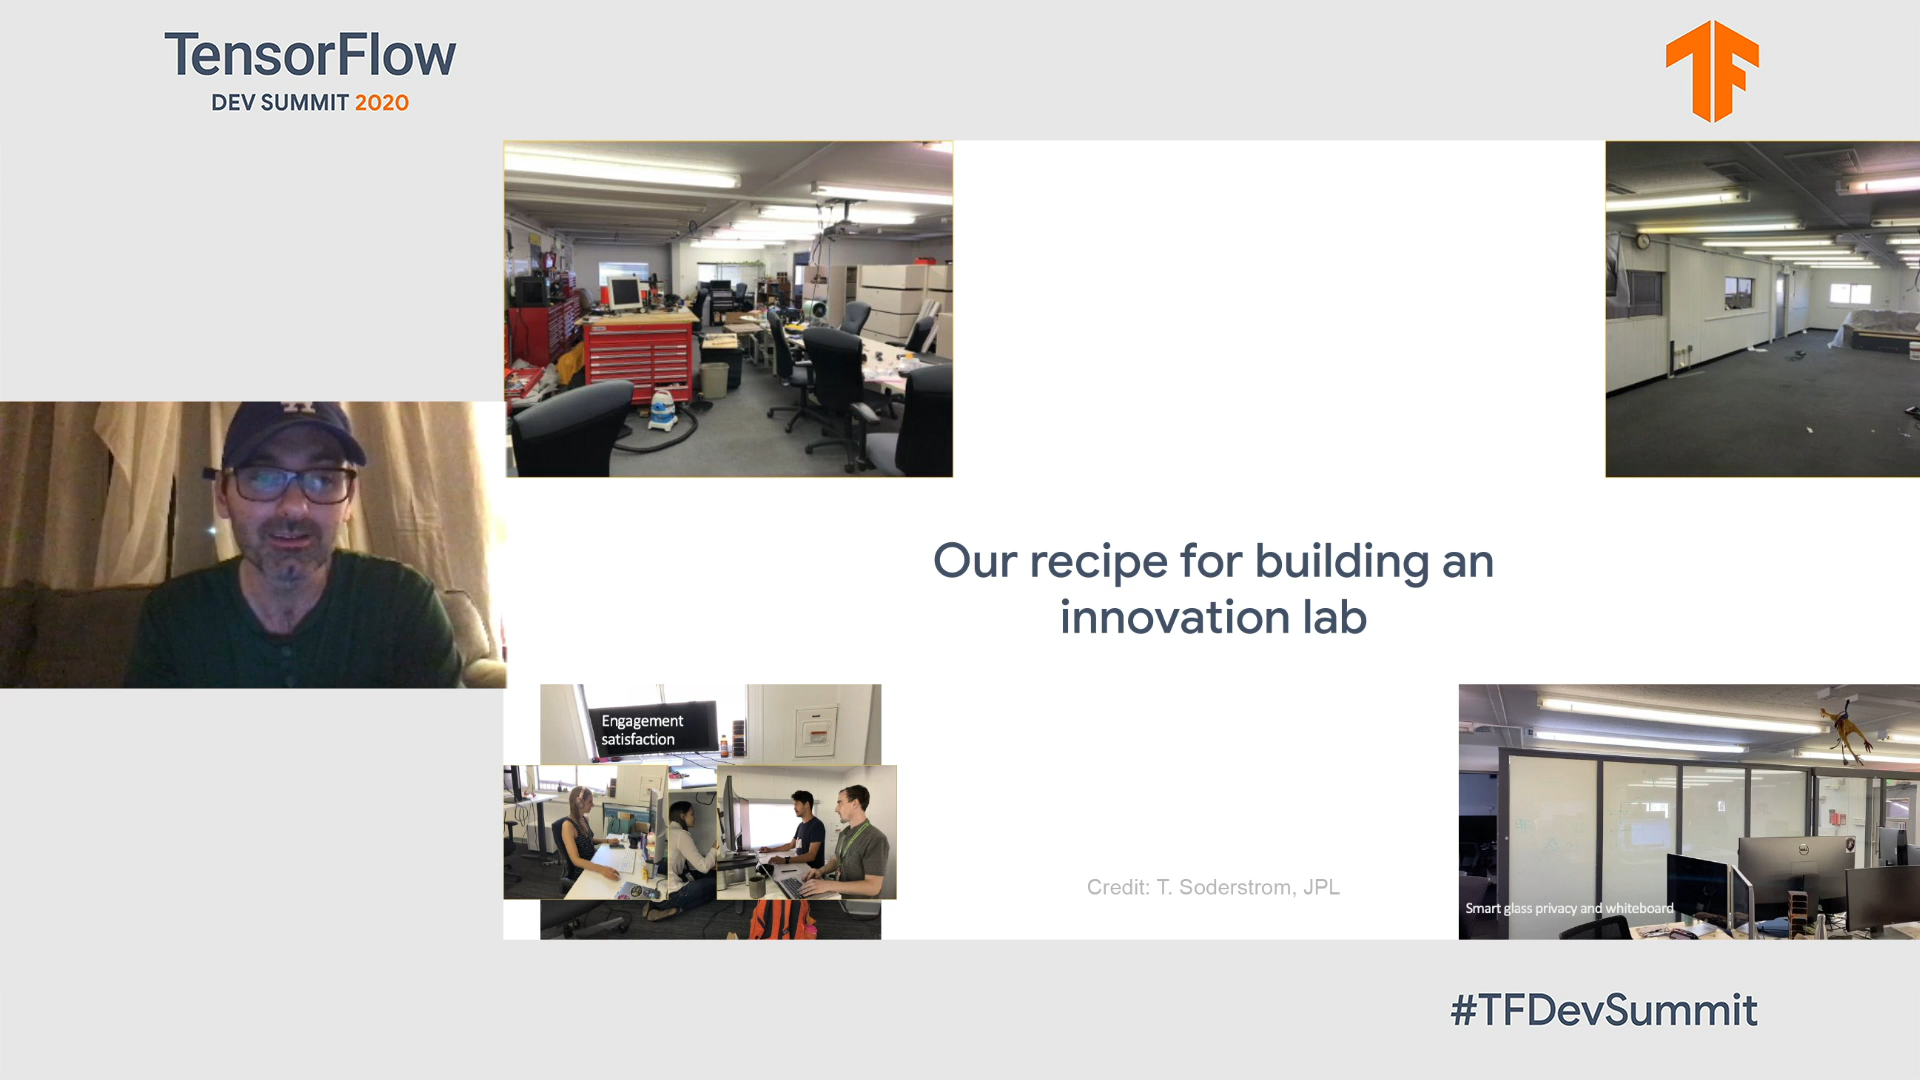 TensorFlow
DEV SUMMIT 2020
Our recipe for building an
innovation lab
Engagement
satisfaction
Credit: T. Soderstrom, JPL
Smart glass privacy and whiteboard
#TFDevSummit